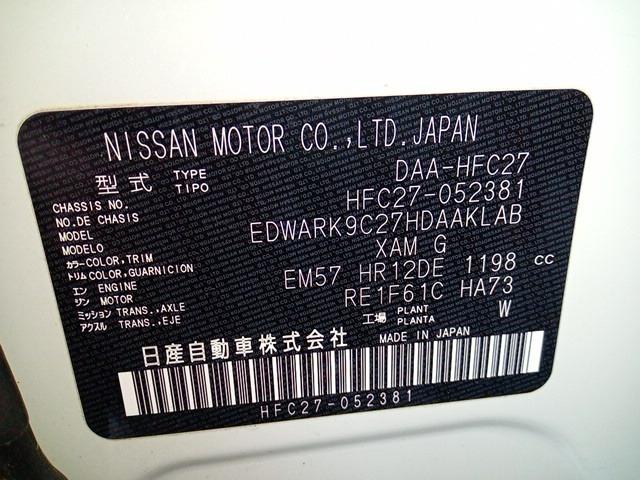 NISSAN MOTOR CO.,LTD.JAPAN
型式 TYPE TIPO DAA-HFC27
CHASSIS NO. NO.DE CHASIS HFC27-052381
MODEL MODELO EDWARK9C27HDAAKLAB
カラー COLOR,TRIM トリム COLOR,GUARNICION XAM G
エン ENGINE ジン MOTOR EM57 HR12DE 1198 cc
ミッション TRANS.,AXLE アクスル TRANS.,EJE RE1F61C HA73
工場 PLANT PLANTA W
日産自動車株式会社 MADE IN JAPAN
HFC27-052381